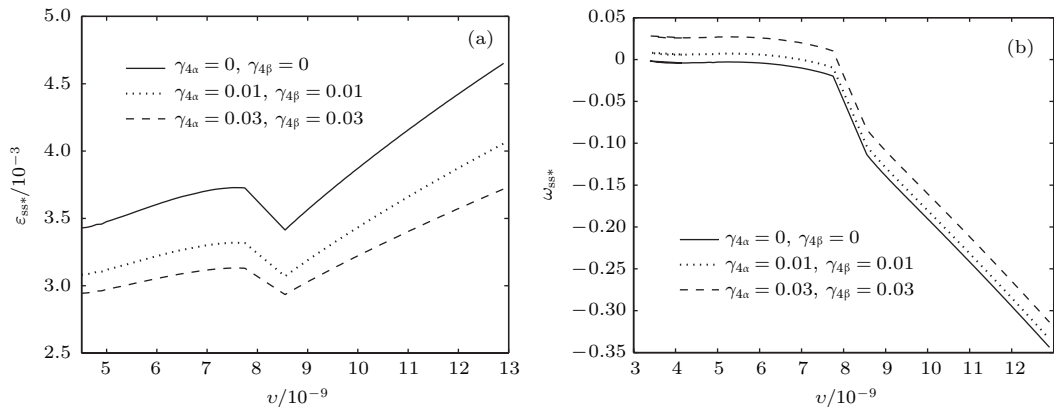 (a)
5.0
4.5
4.0
3.5
3.0
2.5
ε_ss*/10⁻³
γ₄α = 0, γ₄β = 0
γ₄α = 0.01, γ₄β = 0.01
γ₄α = 0.03, γ₄β = 0.03
5 6 7 8 9 10 11 12 13
υ/10⁻⁹
(b)
0.05
0
−0.05
−0.10
−0.15
−0.20
−0.25
−0.30
−0.35
ω_ss*
γ₄α = 0, γ₄β = 0
γ₄α = 0.01, γ₄β = 0.01
γ₄α = 0.03, γ₄β = 0.03
3 4 5 6 7 8 9 10 11 12
υ/10⁻⁹